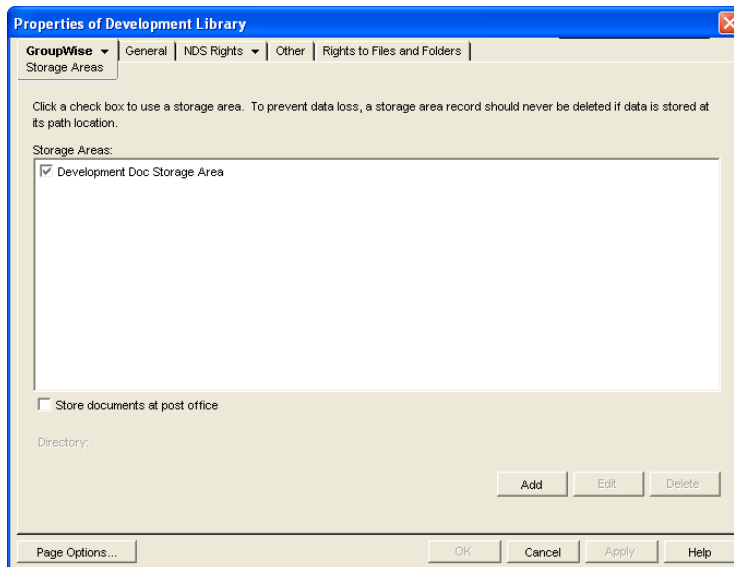 Properties of Development Library
GroupWise General NDS Rights Other Rights to Files and Folders
Storage Areas
Click a check box to use a storage area. To prevent data loss, a storage area record should never be deleted if data is stored at
its path location.
Storage Areas:
Development Doc Storage Area
Store documents at post office
Directory:
Add Edit Delete
Page Options... OK Cancel Apply Help